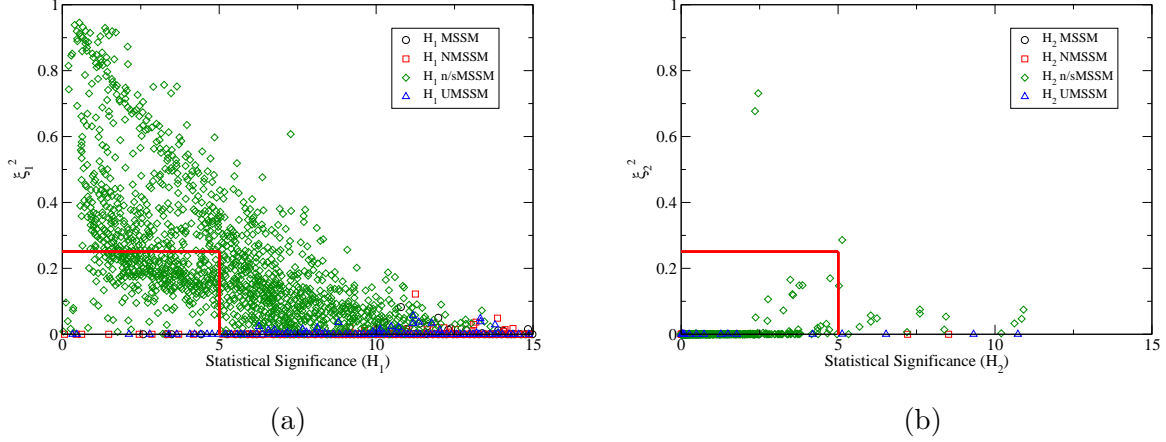 1
0.8
0.6
0.4
0.2
0
ξ₁²
0 5 10 15
Statistical Significance (H₁)
H₁ MSSM
H₁ NMSSM
H₁ n/sMSSM
H₁ UMSSM
(a)
1
0.8
0.6
0.4
0.2
0
ξ₂²
0 5 10 15
Statistical Significance (H₂)
H₂ MSSM
H₂ NMSSM
H₂ n/sMSSM
H₂ UMSSM
(b)